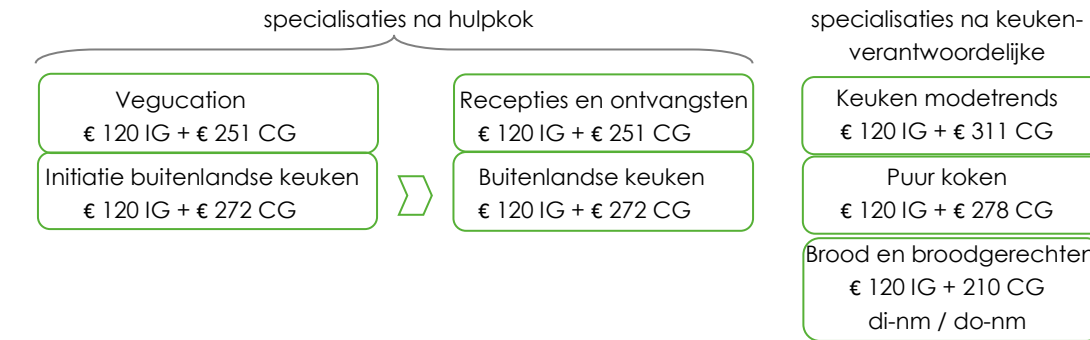 specialisaties na hulpkok
Vegucation
€ 120 IG + € 251 CG
Recepties en ontvangsten
€ 120 IG + € 251 CG
Initiatie buitenlandse keuken
€ 120 IG + € 272 CG
Buitenlandse keuken
€ 120 IG + € 272 CG
specialisaties na keuken-
verantwoordelijke
Keuken modetrends
€ 120 IG + € 311 CG
Puur koken
€ 120 IG + € 278 CG
Brood en broodgerechten
€ 120 IG + 210 CG
di-nm / do-nm